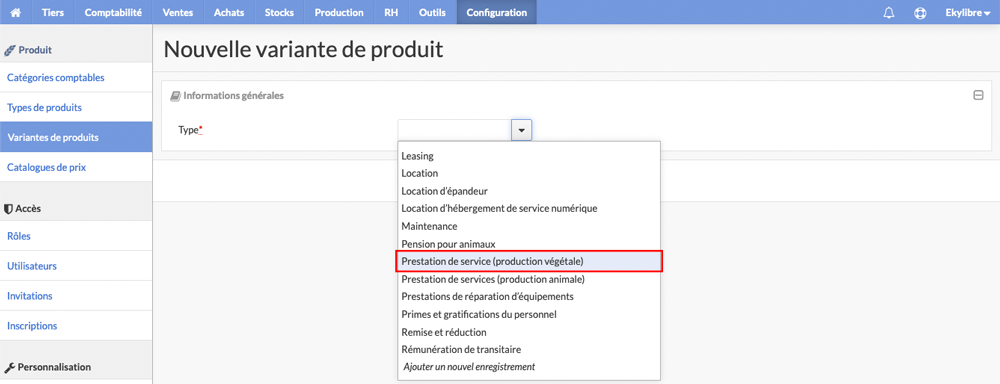 Tiers Comptabilité Ventes Achats Stocks Production RH Outils Configuration Ekylibre
Produit
Catégories comptables
Types de produits
Variantes de produits
Catalogues de prix
Accès
Rôles
Utilisateurs
Invitations
Inscriptions
Personnalisation
Nouvelle variante de produit
Informations générales
Type*
Leasing
Location
Location d'épandeur
Location d'hébergement de service numérique
Maintenance
Pension pour animaux
Prestation de service (production végétale)
Prestation de services (production animale)
Prestations de réparation d'équipements
Primes et gratifications du personnel
Remise et réduction
Rémunération de transitaire
Ajouter un nouvel enregistrement